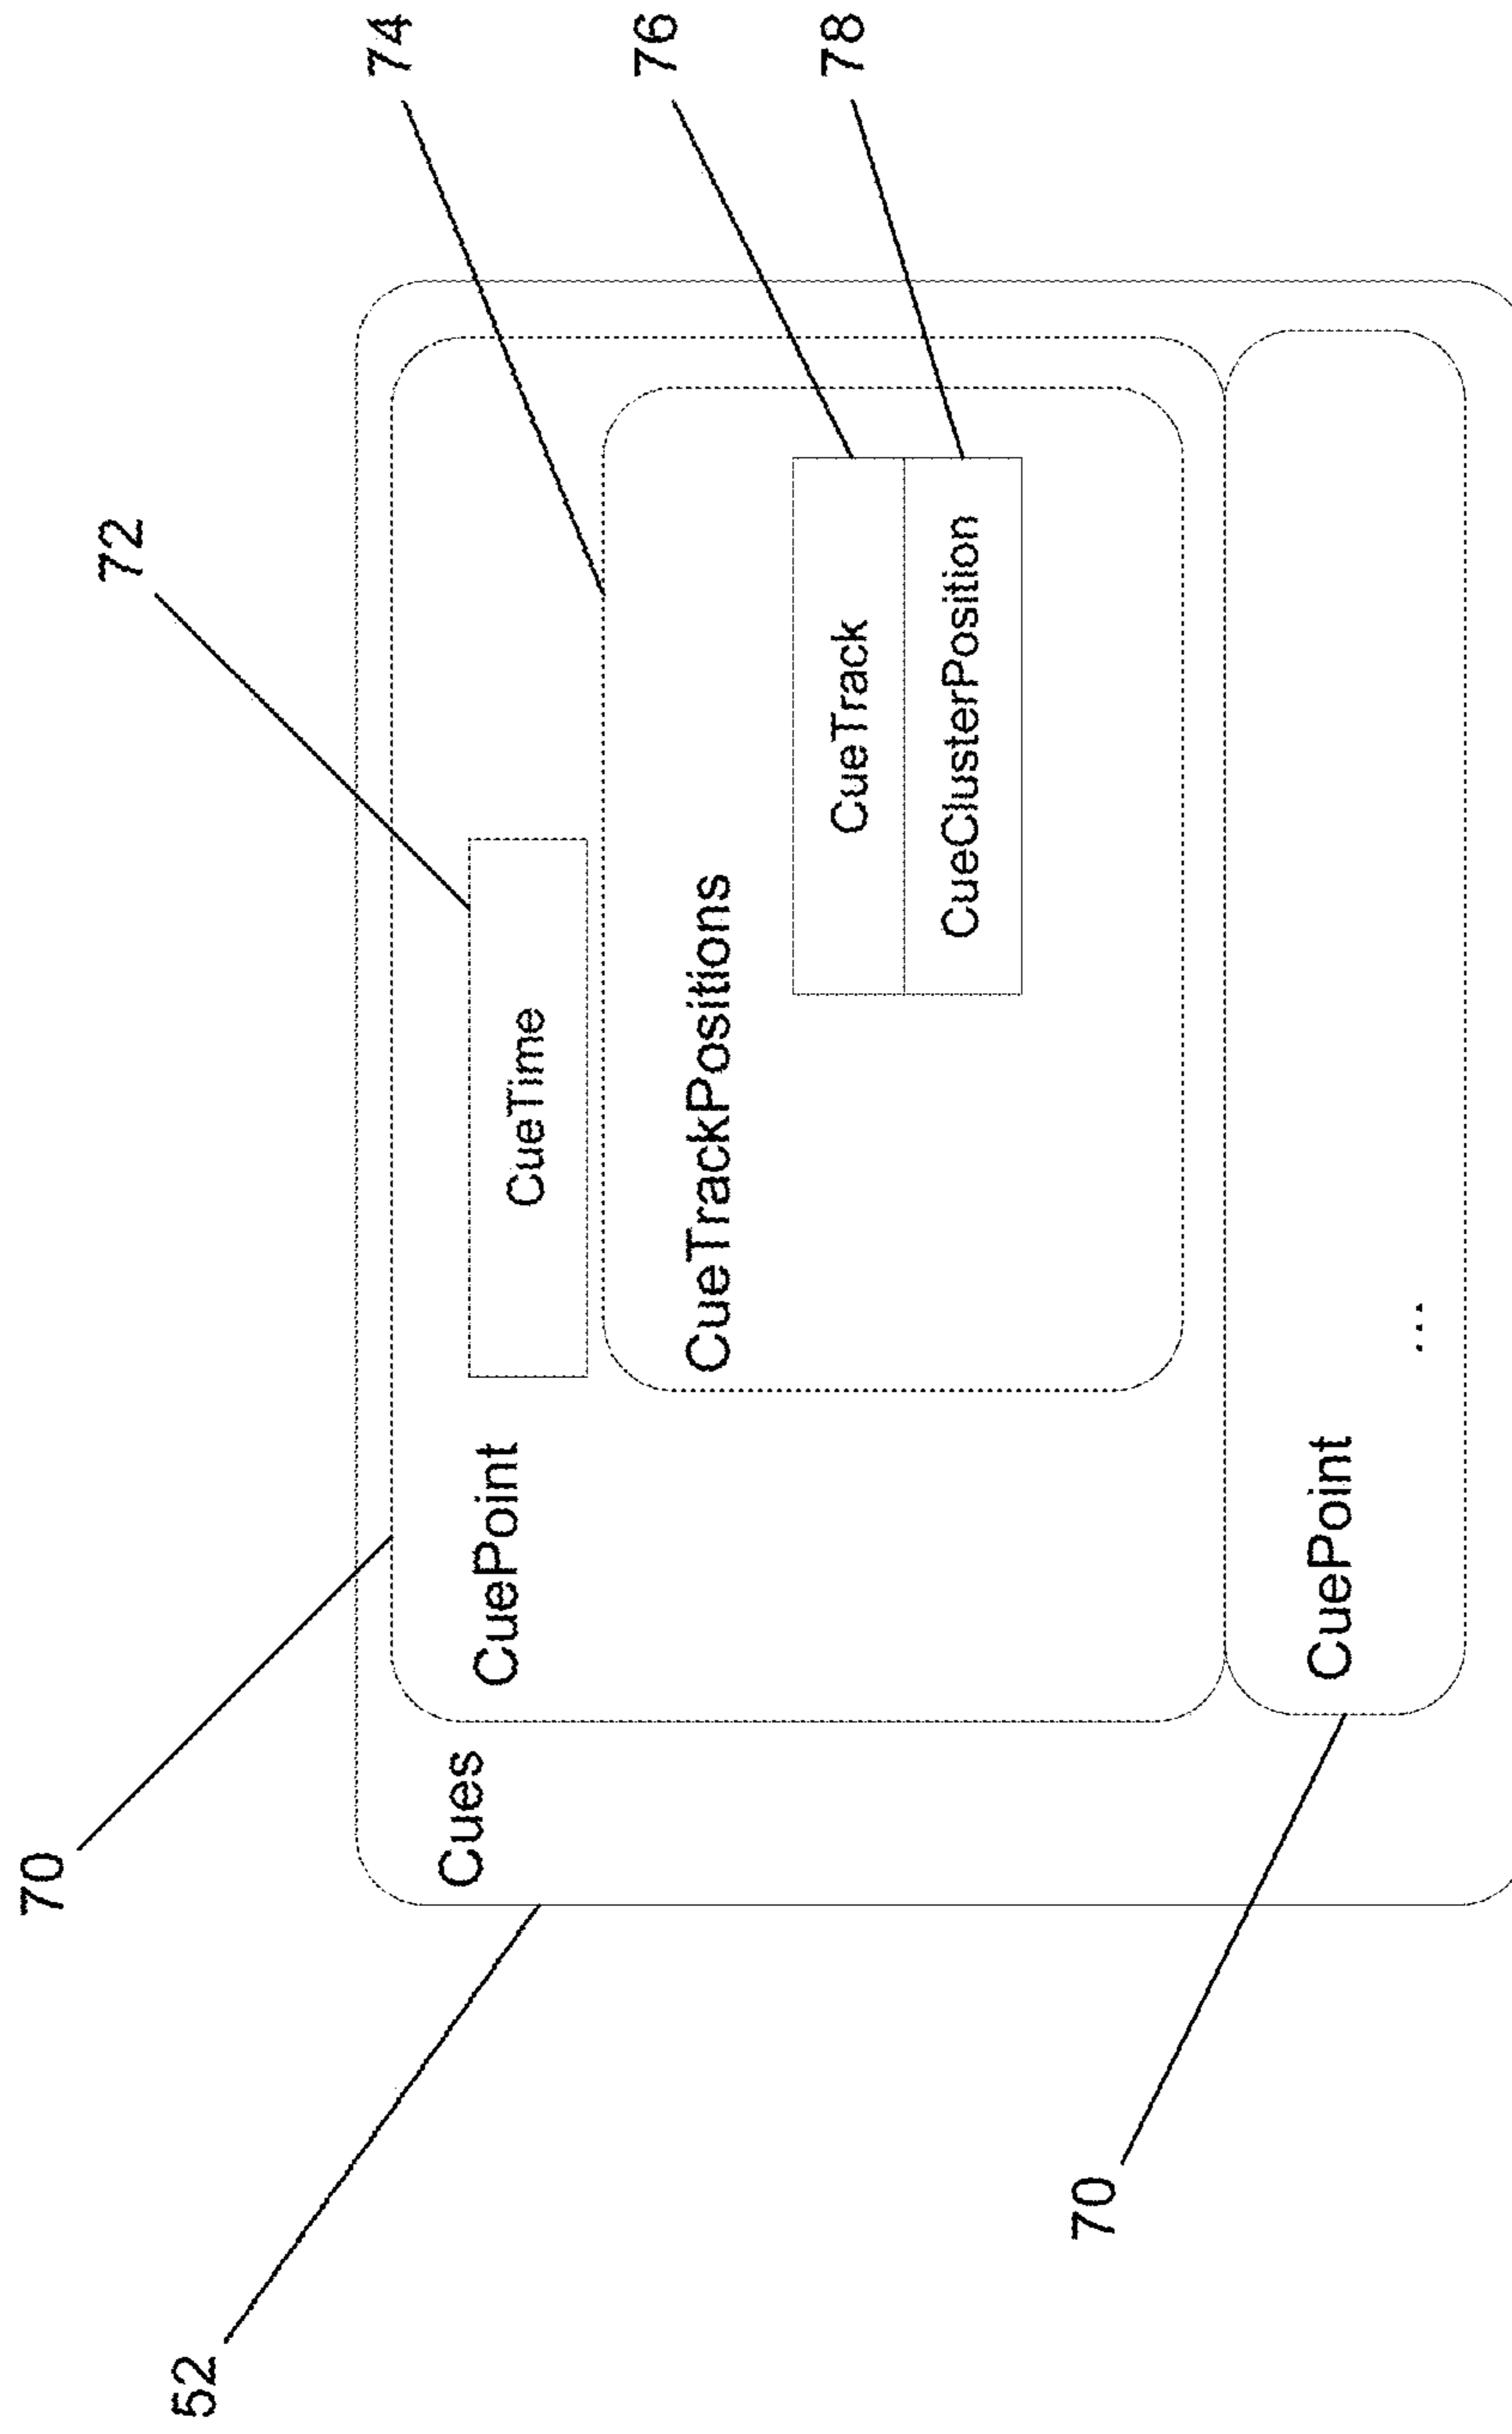 70
72
74
76
78
52
70
Cues
CuePoint
CueTime
CueTrackPositions
CueTrack
CueClusterPosition
CuePoint
...